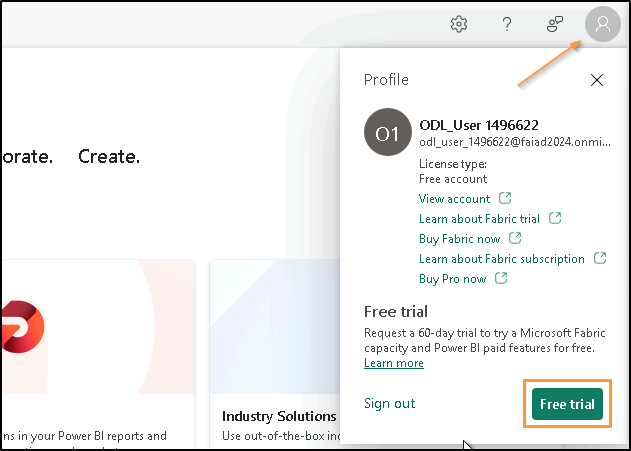 ?
Profile
orate. Create.
O1
ODL_User 1496622
odl_user_1496622@faiad2024.onmi...
License type:
Free account
View account
Learn about Fabric trial
Buy Fabric now
Learn about Fabric subscription
Buy Pro now
Free trial
Request a 60-day trial to try a Microsoft Fabric
capacity and Power BI paid features for free.
Learn more
Sign out
Free trial
Industry Solutions
ns in your Power BI reports and
Use out-of-the-box ind